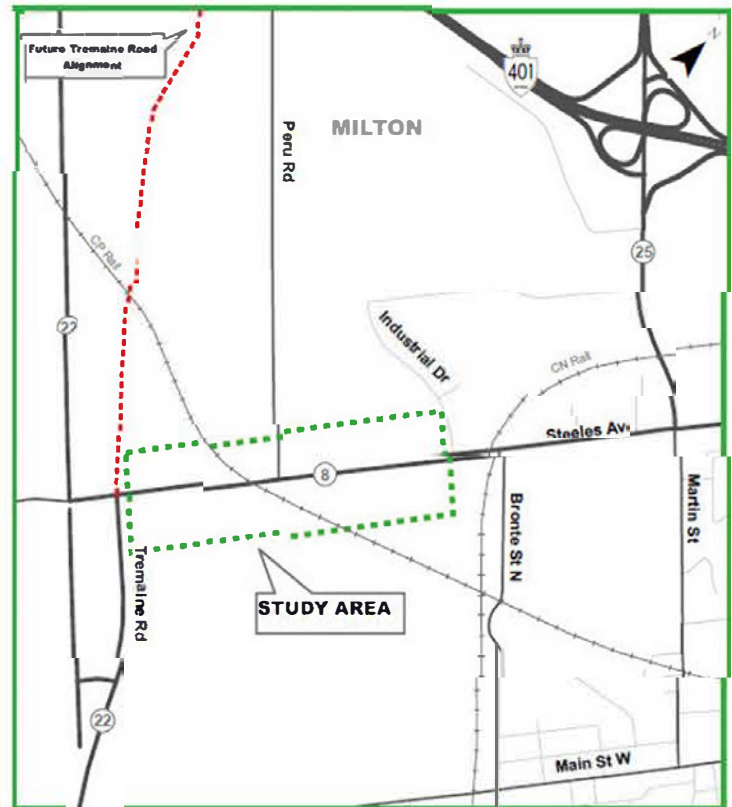 Future Tremaine Road
Alignment
401
N
Peru Rd
MILTON
CP Rail
25
22
Industrial Dr
CN Rail
Steeles Av
8
Bronte St N
Martin St
Tremaine Rd
STUDY AREA
22
Main St W